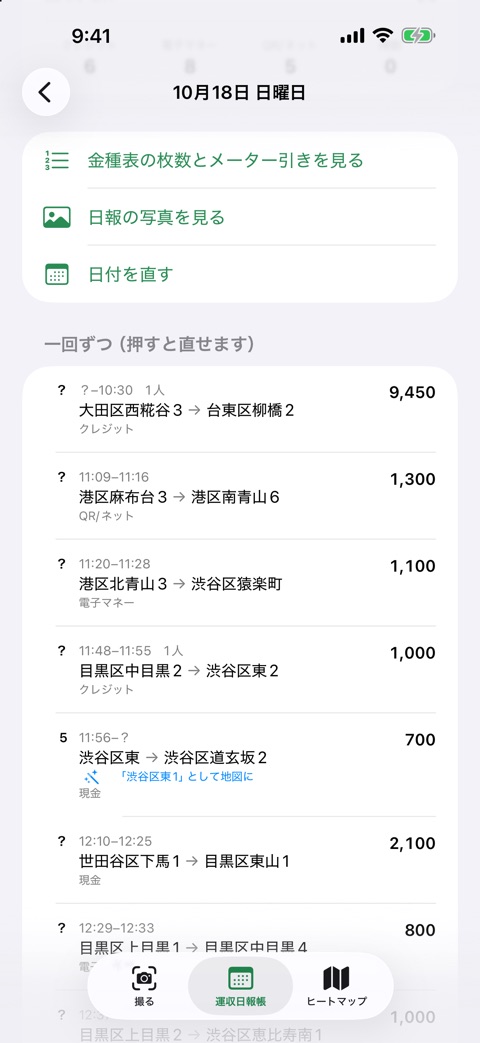 9:41
6 8 5 0
10月18日 日曜日
金種表の枚数とメーター引きを見る
日報の写真を見る
日付を直す
一回ずつ（押すと直せます）
? ？–10:30 1人
大田区西糀谷3 → 台東区柳橋2 9,450
クレジット
? 11:09–11:16
港区麻布台3 → 港区南青山6 1,300
QR/ネット
? 11:20–11:28
港区北青山3 → 渋谷区猿楽町 1,100
電子マネー
? 11:48–11:55 1人
目黒区中目黒2 → 渋谷区東2 1,000
クレジット
5 11:56–？
渋谷区東 → 渋谷区道玄坂2 700
「渋谷区東1」として地図に
現金
? 12:10–12:25
世田谷区下馬1 → 目黒区東山1 2,100
現金
? 12:29–12:33
目黒区上目黒1 → 目黒区中目黒4 800
? 1,000
目黒区上目黒2 → 渋谷区恵比寿南1
撮る 運収日報帳 ヒートマップ